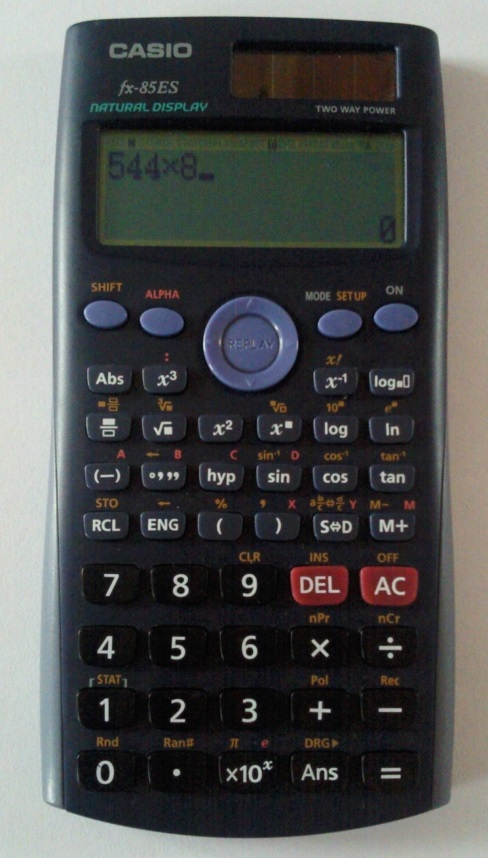 CASIO
fx-85ES
NATURAL DISPLAY
TWO WAY POWER
544×8
0
SHIFT ALPHA MODE SETUP ON
REPLAY
: x!
Abs x³ x⁻¹ log
10 e
√ x² x log ln
A ← B C sin⁻¹ D cos⁻¹ tan⁻¹
(−) °,,, hyp sin cos tan
STO ← % , X a b/c⇔d/c Y M− M
RCL ENG ( ) S⇔D M+
CLR INS OFF
7 8 9 DEL AC
nPr nCr
4 5 6 × ÷
[STAT] Pol Rec
1 2 3 + −
Rnd Ran# π e DRG▶
0 • ×10ˣ Ans =